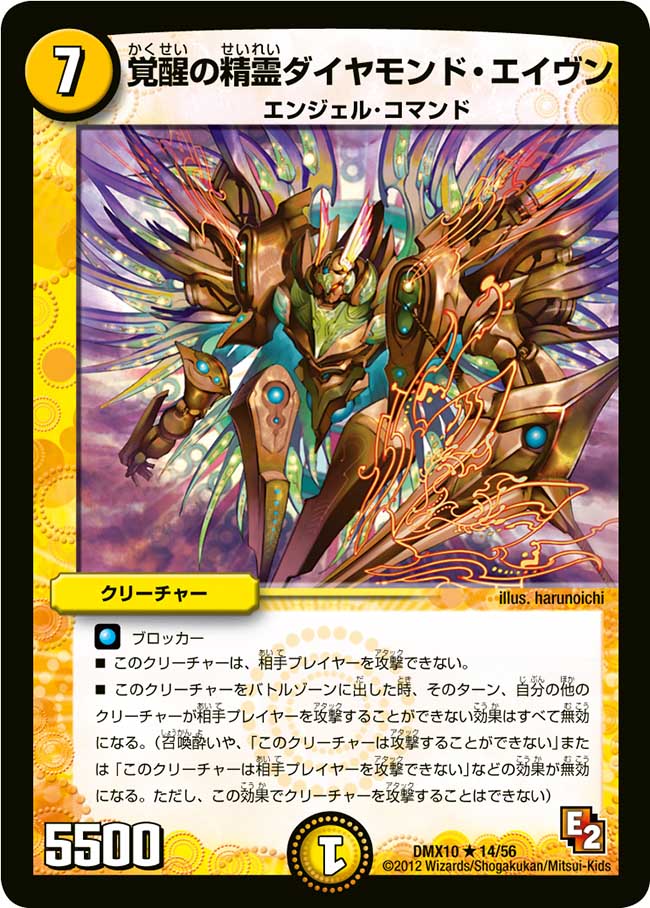 7
かくせい せいれい
覚醒の精霊ダイヤモンド・エイヴン
エンジェル・コマンド
クリーチャー
illus. harunoichi
ブロッカー
■ このクリーチャーは、相手プレイヤーを攻撃できない。
■ このクリーチャーをバトルゾーンに出した時、そのターン、自分の他の
クリーチャーが相手プレイヤーを攻撃することができない効果はすべて無効
になる。(召喚酔いや、「このクリーチャーは攻撃することができない」また
は「このクリーチャーは相手プレイヤーを攻撃できない」などの効果が無効
になる。ただし、この効果でクリーチャーを攻撃することはできない)
5500
1
E2
DMX10 ★ 14/56
©2012 Wizards/Shogakukan/Mitsui-Kids